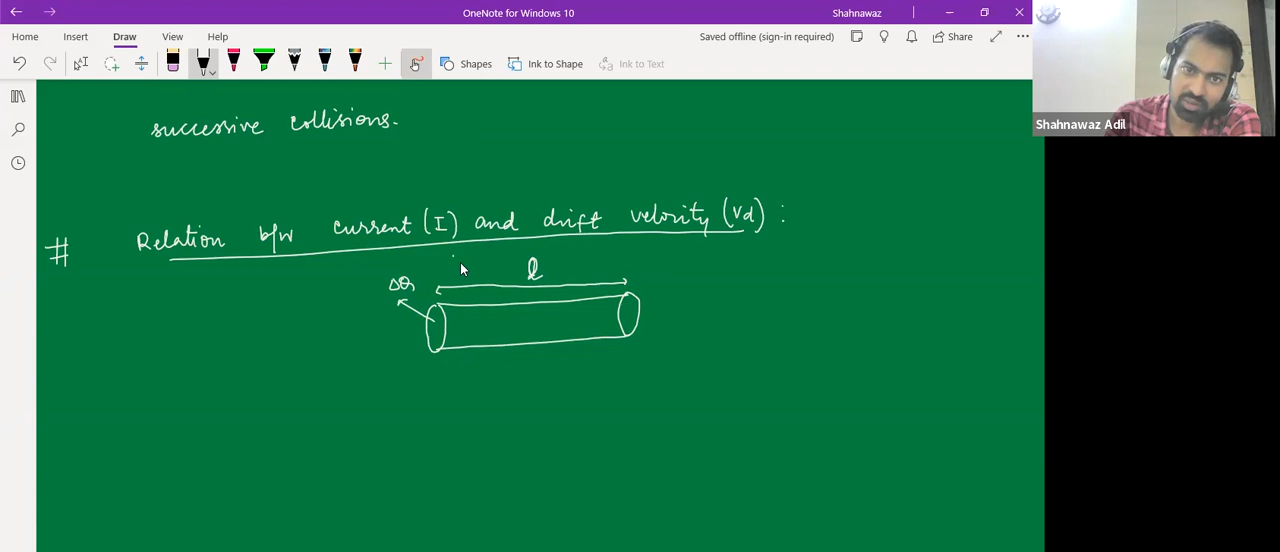 OneNote for Windows 10
Shahnawaz
Home Insert Draw View Help
Saved offline (sign-in required)
Share
Shapes
Ink to Shape
Ink to Text
Shahnawaz Adil
successive collisions.
# Relation b/w current (I) and drift velocity (Vd) :
l